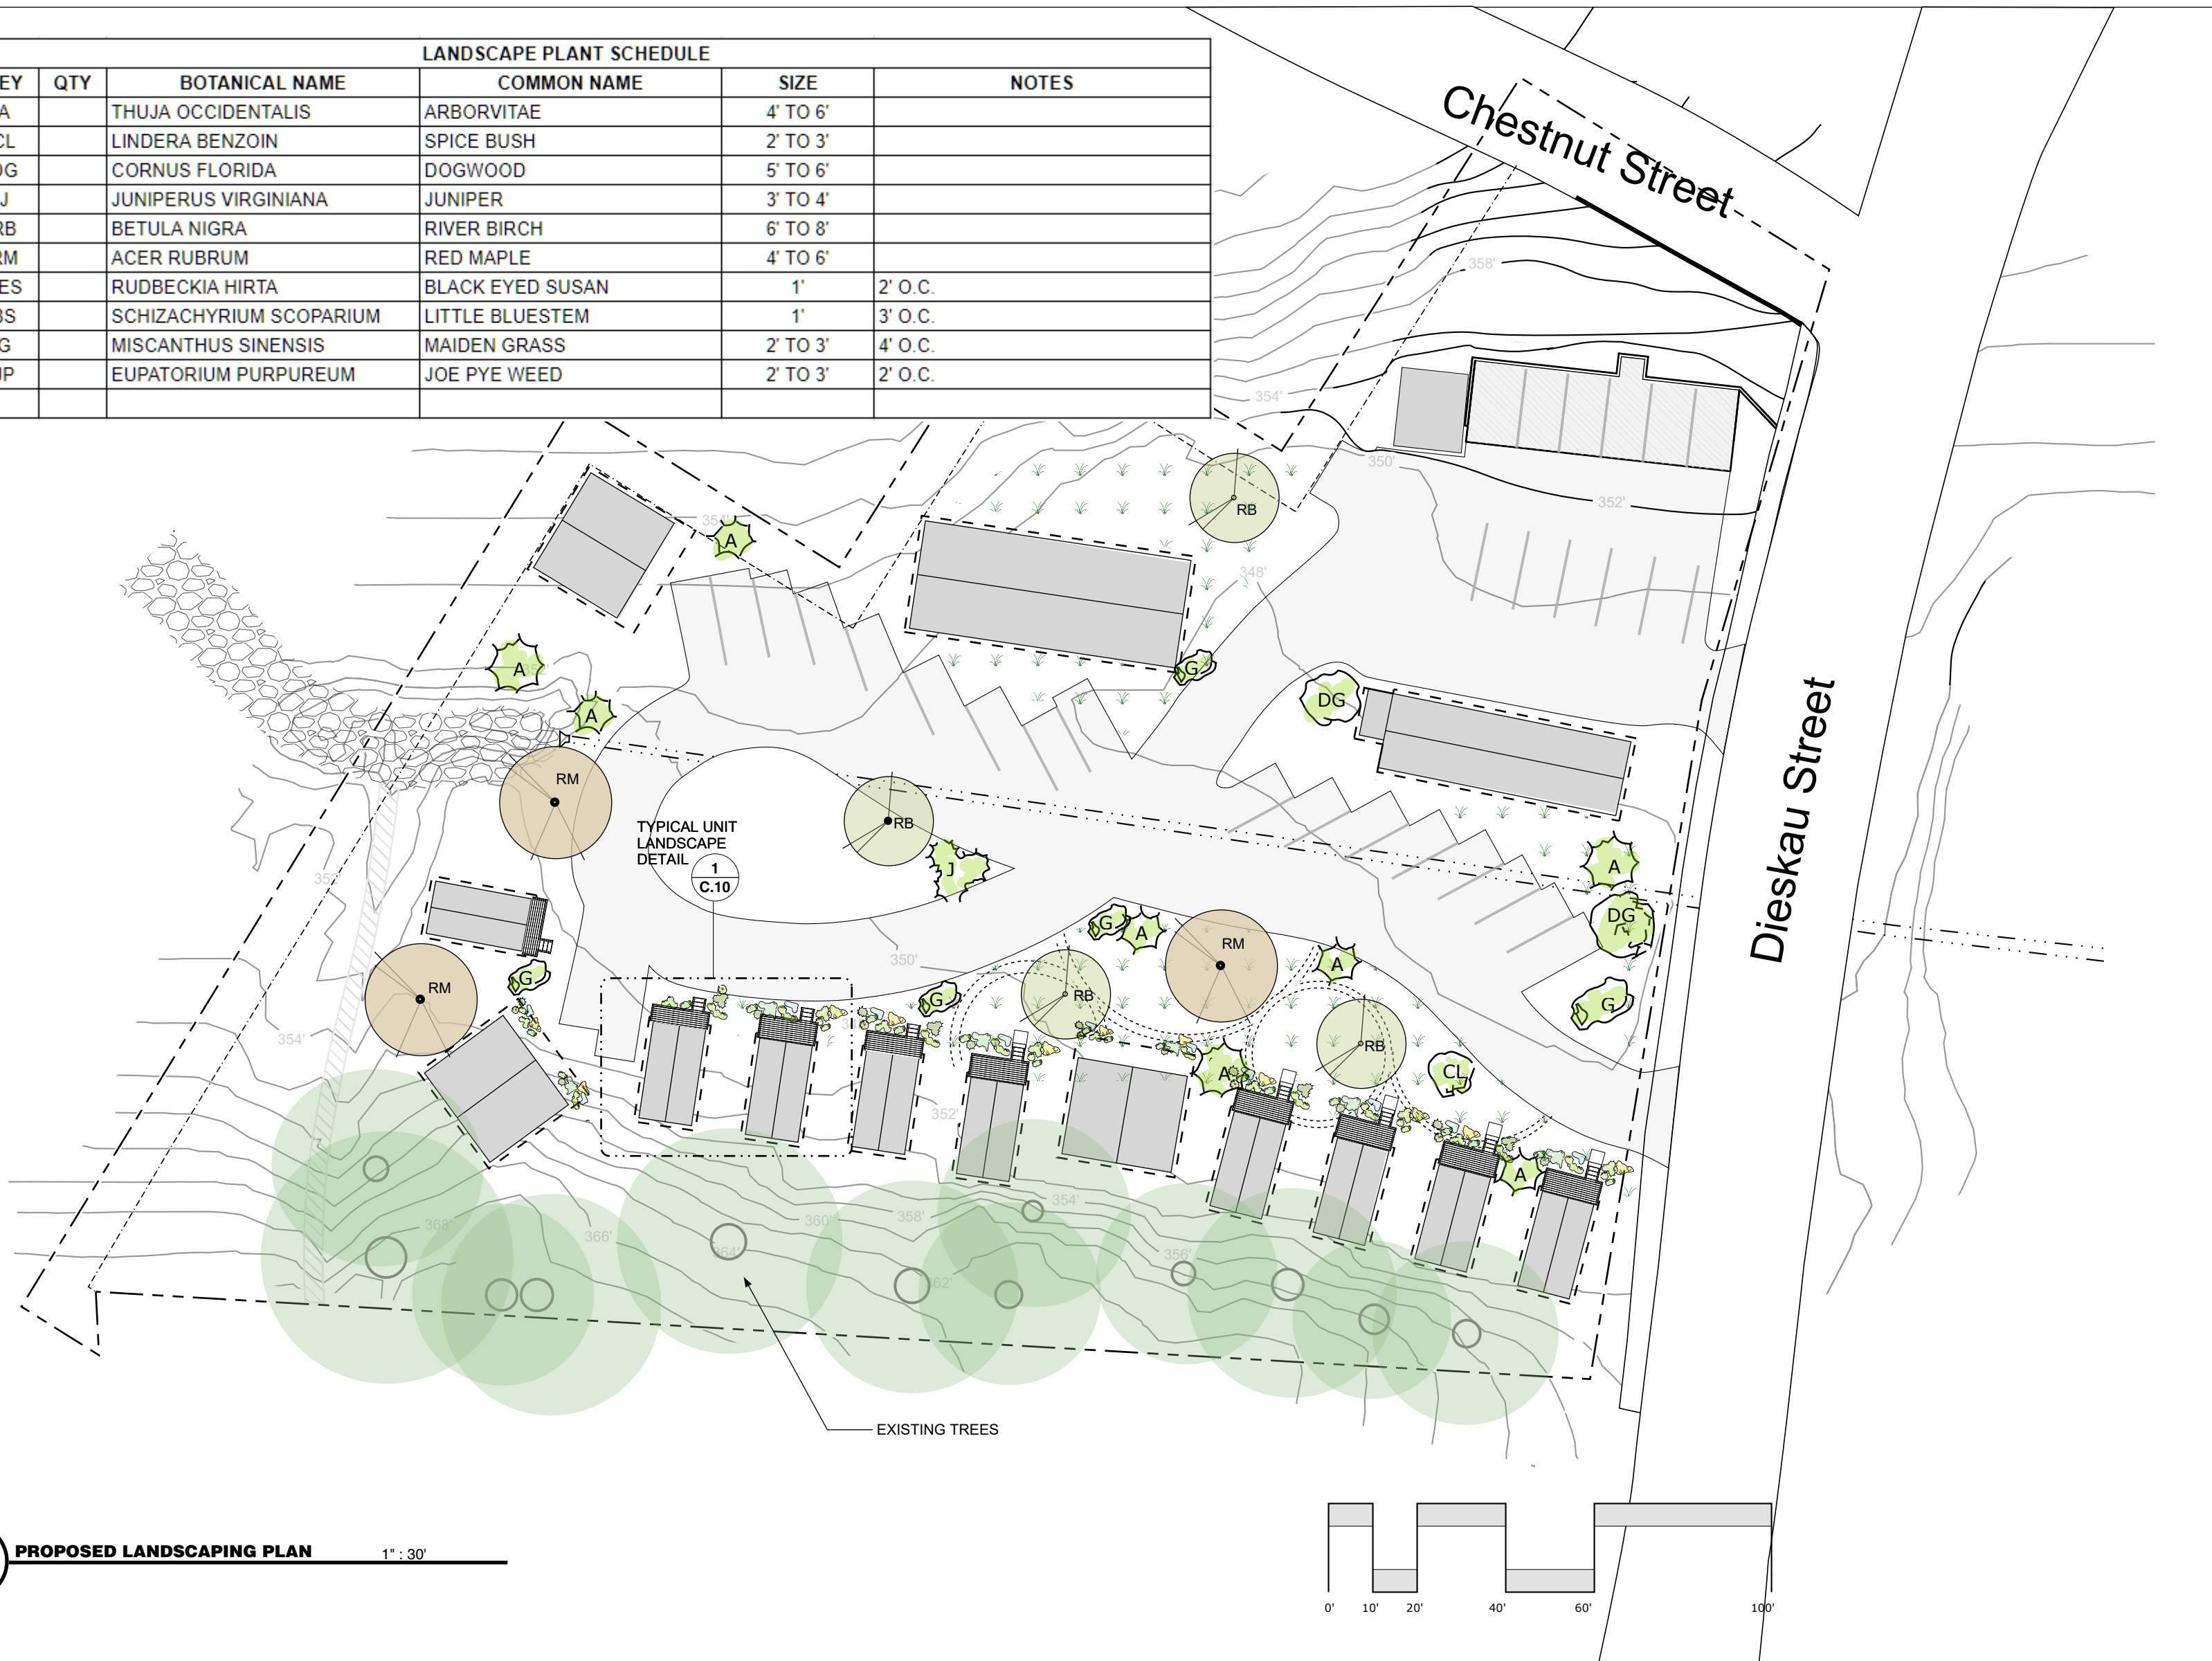 LANDSCAPE PLANT SCHEDULE
EY QTY BOTANICAL NAME COMMON NAME SIZE NOTES
A THUJA OCCIDENTALIS ARBORVITAE 4' TO 6'
CL LINDERA BENZOIN SPICE BUSH 2' TO 3'
DG CORNUS FLORIDA DOGWOOD 5' TO 6'
J JUNIPERUS VIRGINIANA JUNIPER 3' TO 4'
RB BETULA NIGRA RIVER BIRCH 6' TO 8'
RM ACER RUBRUM RED MAPLE 4' TO 6'
ES RUDBECKIA HIRTA BLACK EYED SUSAN 1' 2' O.C.
BS SCHIZACHYRIUM SCOPARIUM LITTLE BLUESTEM 1' 3' O.C.
G MISCANTHUS SINENSIS MAIDEN GRASS 2' TO 3' 4' O.C.
JP EUPATORIUM PURPUREUM JOE PYE WEED 2' TO 3' 2' O.C.
Chestnut Street
358'
354'
350'
352'
RB
354'
A
348'
A
352'
G
DG
A
Dieskau Street
RM
RB
TYPICAL UNIT
LANDSCAPE
DETAIL
1
C.10
J
A
352'
DG
G
A
RM
A
350'
RM
G
G
RB
G
354'
RB
A
CL
352'
A
354'
368'
366'
360'
358'
364'
362'
356'
EXISTING TREES
PROPOSED LANDSCAPING PLAN 1" : 30'
0' 10' 20' 40' 60' 100'